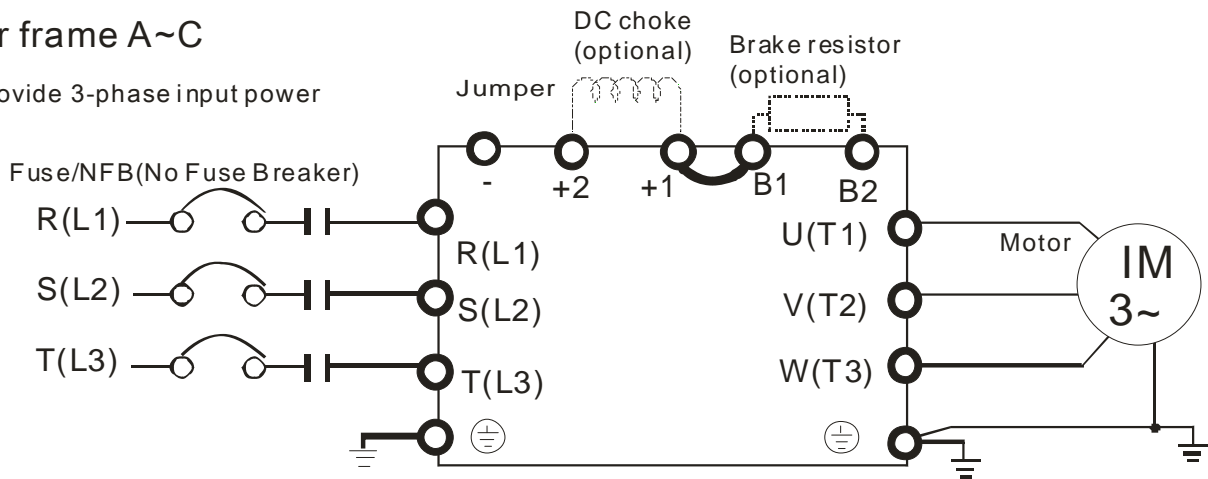 r frame A~C
ovide 3-phase input power
DC choke
(optional)
Brake resistor
(optional)
Jumper
Fuse/NFB(No Fuse Breaker)
- +2 +1 B1 B2
R(L1)
S(L2)
T(L3)
R(L1)
S(L2)
T(L3)
U(T1)
V(T2)
W(T3)
Motor
IM
3~